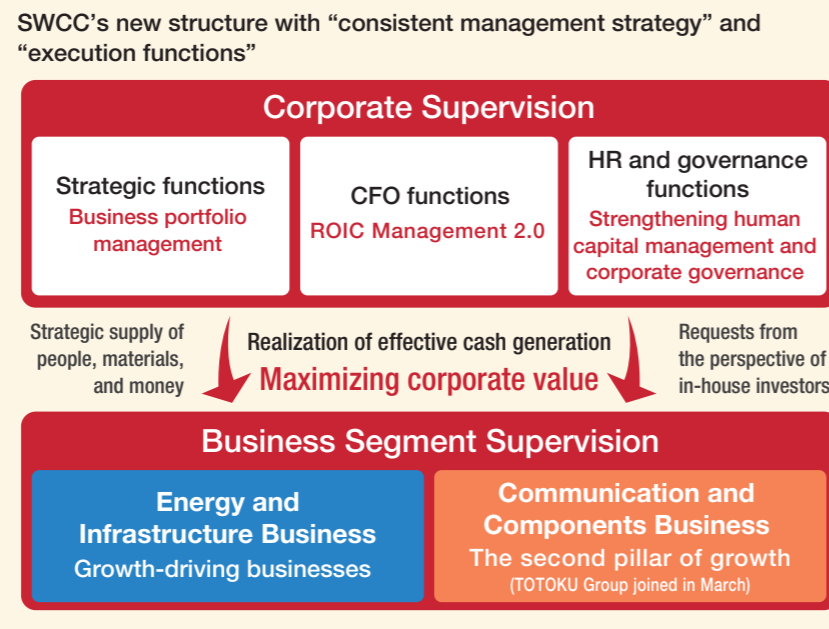 SWCC’s new structure with “consistent management strategy” and
“execution functions”
Corporate Supervision
Strategic functions
Business portfolio
management
CFO functions
ROIC Management 2.0
HR and governance
functions
Strengthening human
capital management and
corporate governance
Strategic supply of
people, materials,
and money
Realization of effective cash generation
Maximizing corporate value
Requests from
the perspective of
in-house investors
Business Segment Supervision
Energy and
Infrastructure Business
Growth-driving businesses
Communication and
Components Business
The second pillar of growth
(TOTOKU Group joined in March)